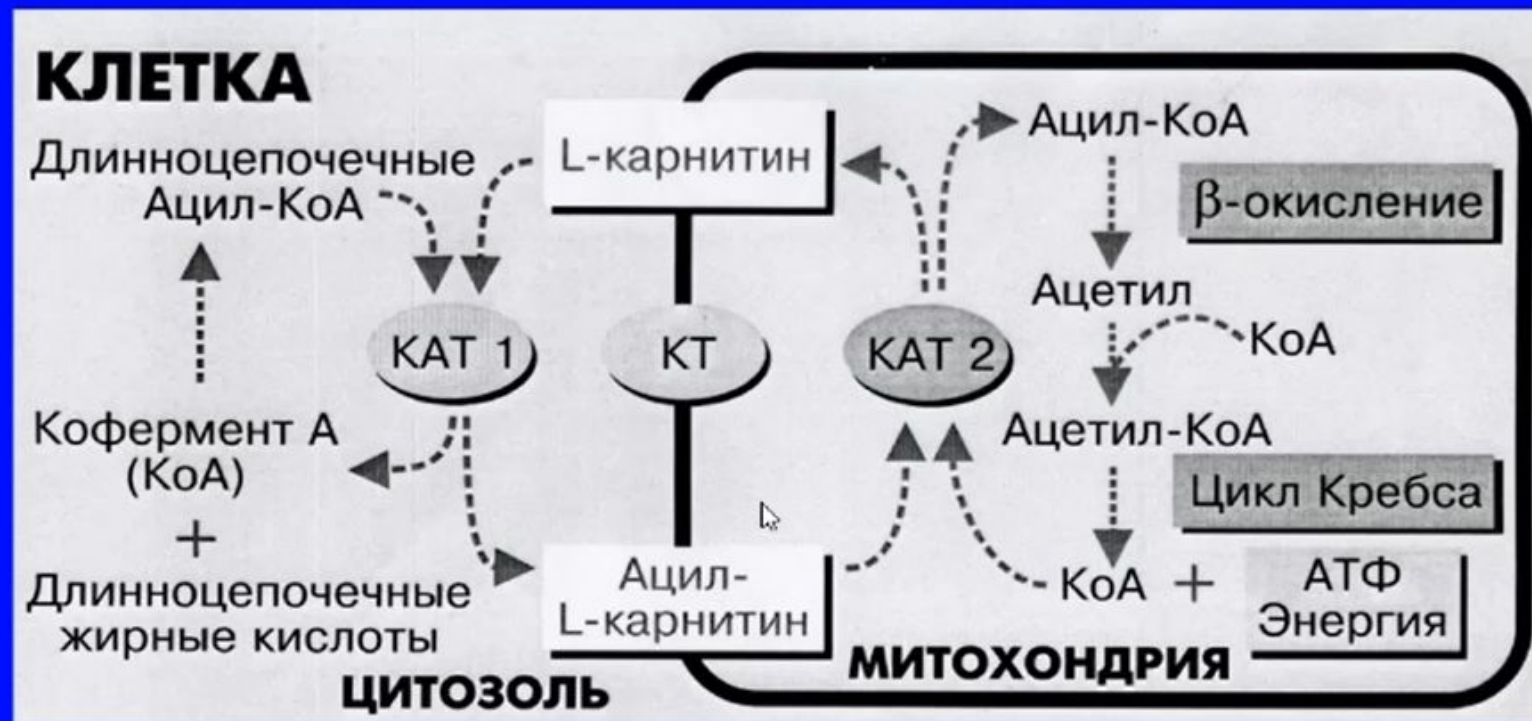 КЛЕТКА
Длинноцепочечные
Ацил-КоА
L-карнитин
Ацил-КоА
β-окисление
Ацетил
КоА
КАТ 1
КТ
КАТ 2
Кофермент А
(КоА)
+
Длинноцепочечные
жирные кислоты
Ацетил-КоА
Цикл Кребса
Ацил-
L-карнитин
КоА +
АТФ
Энергия
МИТОХОНДРИЯ
ЦИТОЗОЛЬ